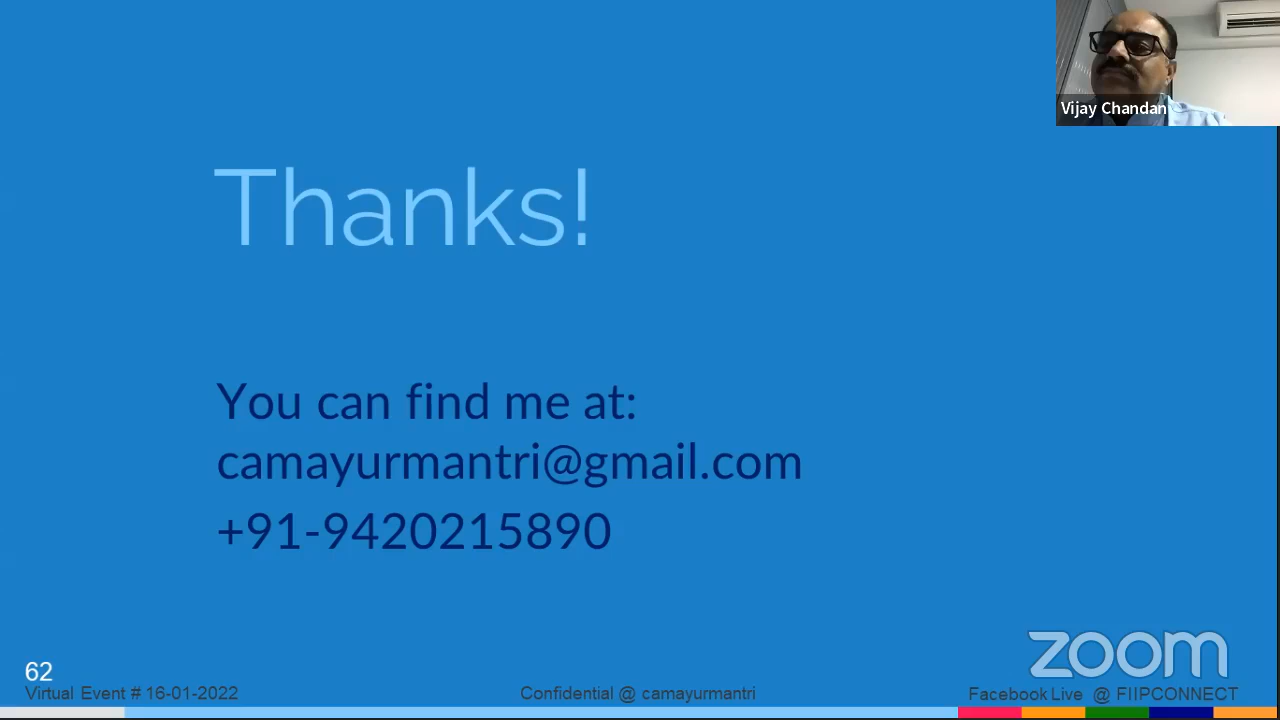 Vijay Chandan
Thanks!
You can find me at:
camayurmantri@gmail.com
+91-9420215890
zoom
62
Virtual Event # 16-01-2022
Confidential @ camayurmantri
Facebook Live @ FIIPCONNECT